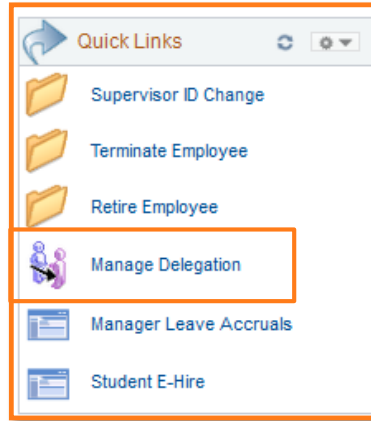 Quick Links
Supervisor ID Change
Terminate Employee
Retire Employee
Manage Delegation
Manager Leave Accruals
Student E-Hire